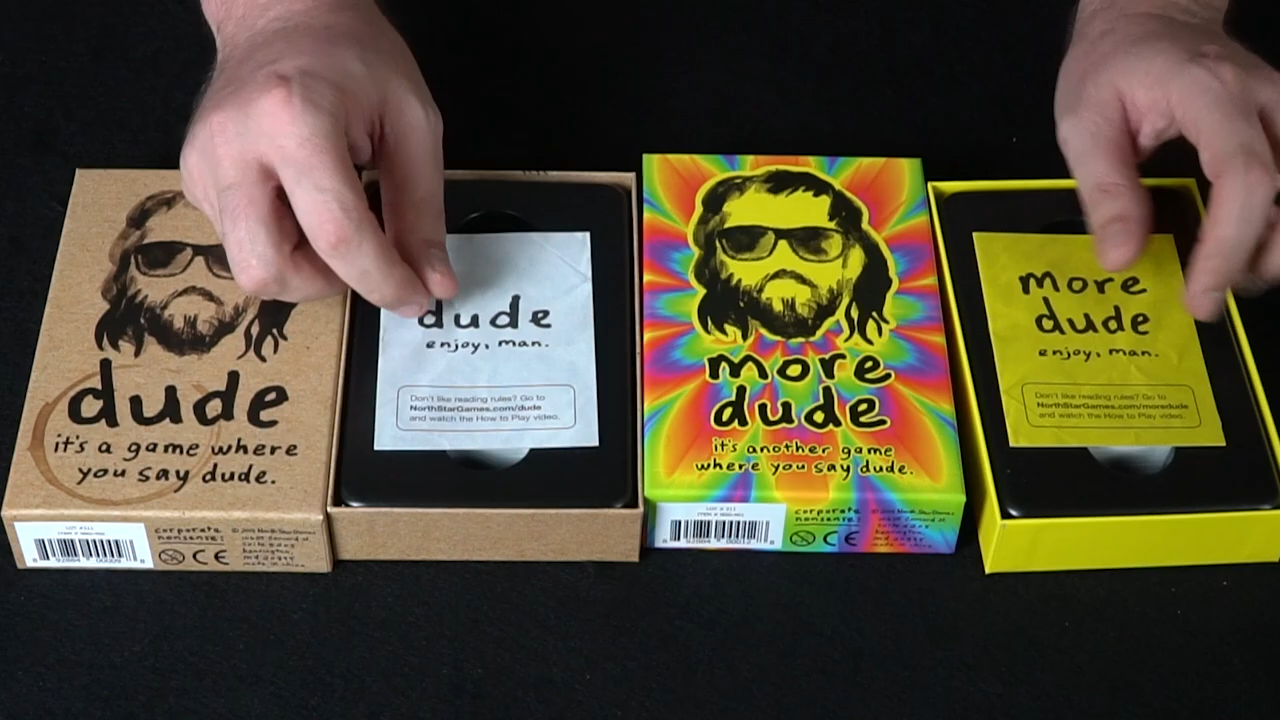 dude
it's a game where
you say dude.
corporate
nonsense:
CE
dude
enjoy, man.
Don't like reading rules? Go to
NorthStarGames.com/dude
and watch the How to Play video.
more
dude
it's another game
where you say dude.
corporate
nonsense:
CE
more
dude
enjoy, man.
Don't like reading rules? Go to
NorthStarGames.com/moredude
and watch the How to Play video.